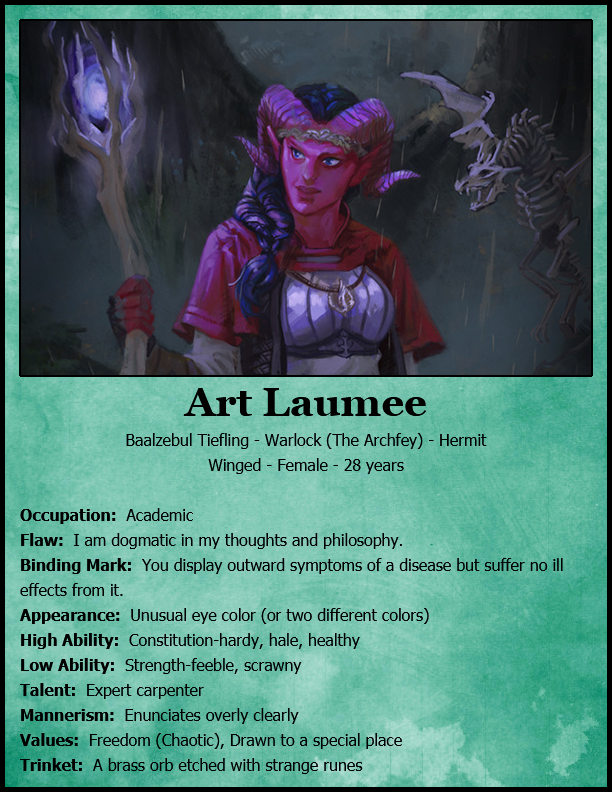 Art Laumee
Baalzebul Tiefling - Warlock (The Archfey) - Hermit
Winged - Female - 28 years
Occupation: Academic
Flaw: I am dogmatic in my thoughts and philosophy.
Binding Mark: You display outward symptoms of a disease but suffer no ill
effects from it.
Appearance: Unusual eye color (or two different colors)
High Ability: Constitution-hardy, hale, healthy
Low Ability: Strength-feeble, scrawny
Talent: Expert carpenter
Mannerism: Enunciates overly clearly
Values: Freedom (Chaotic), Drawn to a special place
Trinket: A brass orb etched with strange runes